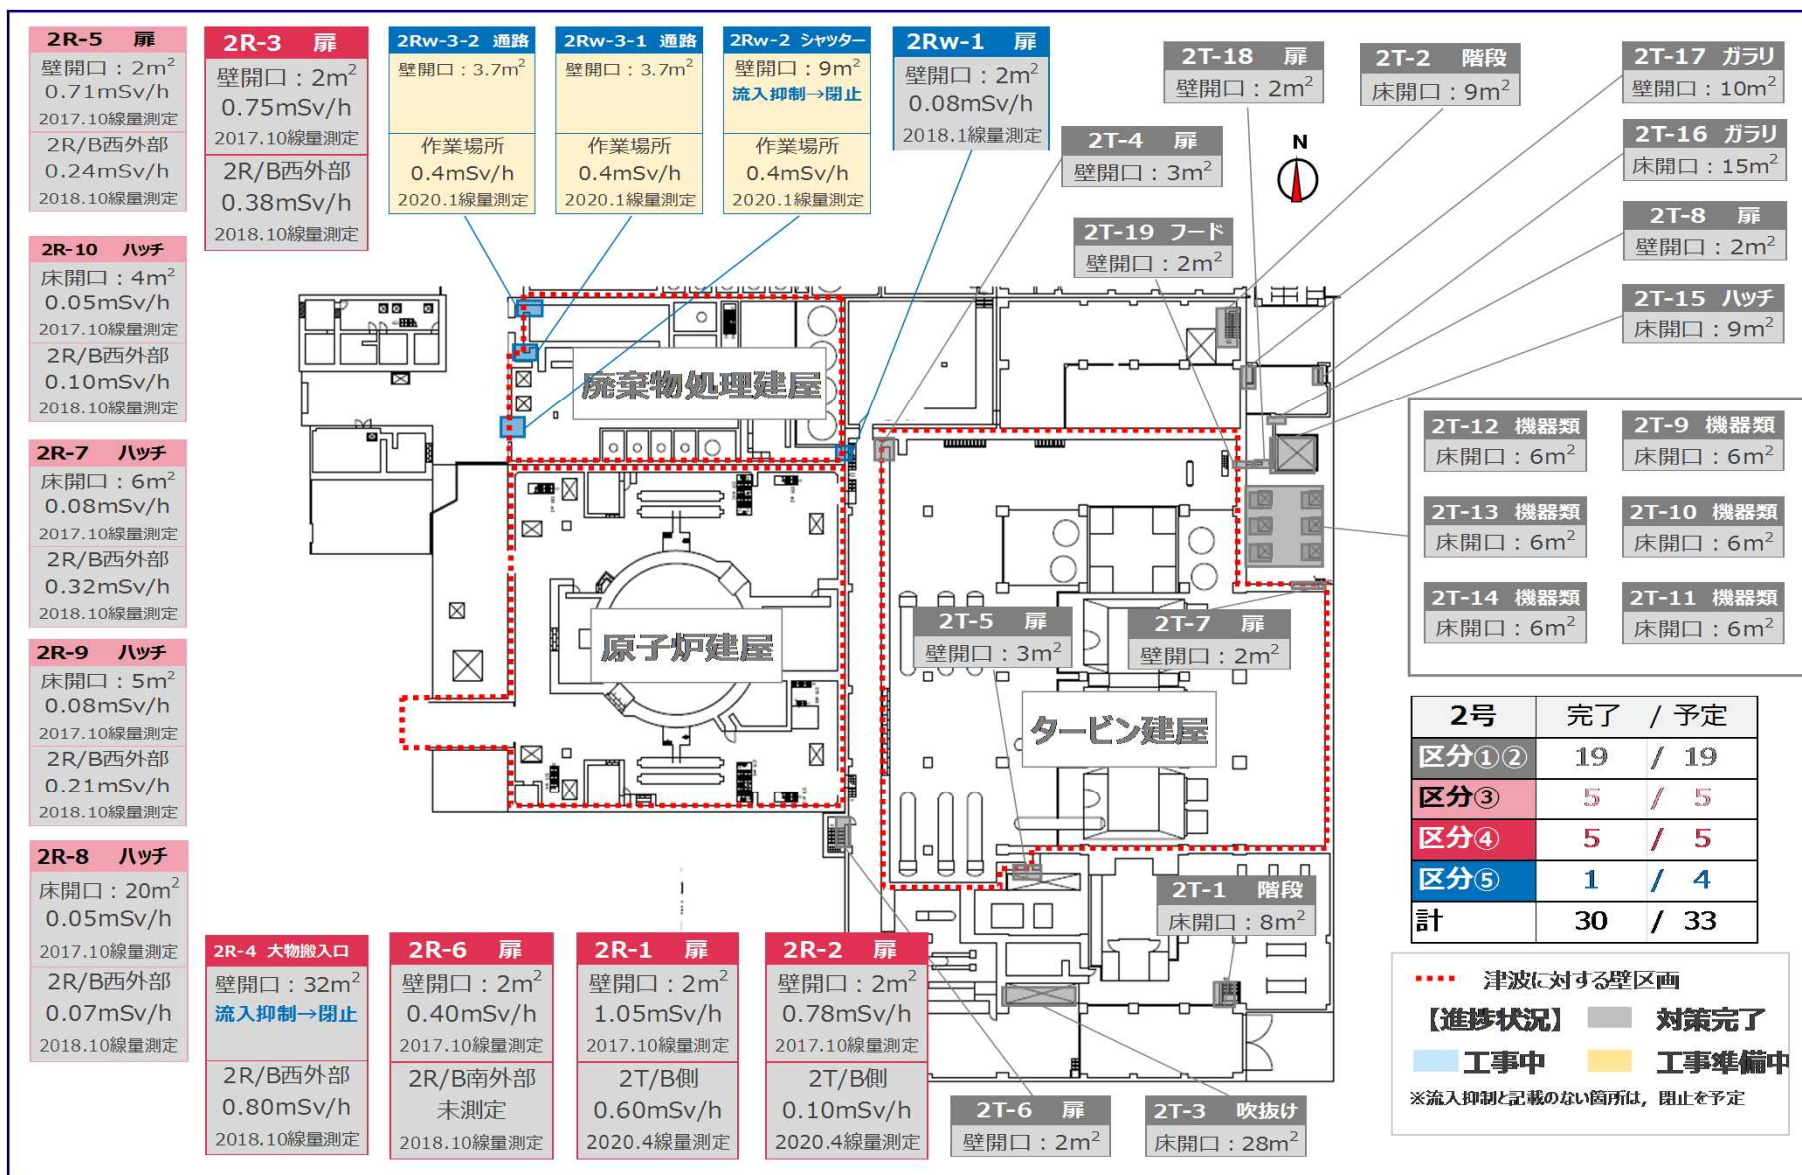 2R-5 扉
壁開口：2m²
0.71mSv/h
2017.10線量測定
2R/B西外部
0.24mSv/h
2018.10線量測定
2R-3 扉
壁開口：2m²
0.75mSv/h
2017.10線量測定
2R/B西外部
0.38mSv/h
2018.10線量測定
2Rw-3-2 通路
壁開口：3.7m²
作業場所
0.4mSv/h
2020.1線量測定
2Rw-3-1 通路
壁開口：3.7m²
作業場所
0.4mSv/h
2020.1線量測定
2Rw-2 シャッター
壁開口：9m²
流入抑制→閉止
作業場所
0.4mSv/h
2020.1線量測定
2Rw-1 扉
壁開口：2m²
0.08mSv/h
2018.1線量測定
2T-18 扉
壁開口：2m²
2T-2 階段
床開口：9m²
2T-17 ガラリ
壁開口：10m²
2T-4 扉
壁開口：3m²
N
2T-16 ガラリ
床開口：15m²
2T-19 フード
壁開口：2m²
2T-8 扉
壁開口：2m²
2T-15 ハッチ
床開口：9m²
2R-10 ハッチ
床開口：4m²
0.05mSv/h
2017.10線量測定
2R/B西外部
0.10mSv/h
2018.10線量測定
廃棄物処理建屋
2T-12 機器類
床開口：6m²
2T-9 機器類
床開口：6m²
2T-13 機器類
床開口：6m²
2T-10 機器類
床開口：6m²
2T-14 機器類
床開口：6m²
2T-11 機器類
床開口：6m²
2R-7 ハッチ
床開口：6m²
0.08mSv/h
2017.10線量測定
2R/B西外部
0.32mSv/h
2018.10線量測定
原子炉建屋
2T-5 扉
壁開口：3m²
2T-7 扉
壁開口：2m²
タービン建屋
2R-9 ハッチ
床開口：5m²
0.08mSv/h
2017.10線量測定
2R/B西外部
0.21mSv/h
2018.10線量測定
2号 完了 / 予定
区分①② 19 / 19
区分③ 5 / 5
区分④ 5 / 5
区分⑤ 1 / 4
計 30 / 33
2R-8 ハッチ
床開口：20m²
0.05mSv/h
2017.10線量測定
2R/B西外部
0.07mSv/h
2018.10線量測定
2R-4 大物搬入口
壁開口：32m²
流入抑制→閉止
2R/B西外部
0.80mSv/h
2018.10線量測定
2R-6 扉
壁開口：2m²
0.40mSv/h
2017.10線量測定
2R/B南外部
未測定
2018.10線量測定
2R-1 扉
壁開口：2m²
1.05mSv/h
2017.10線量測定
2T/B側
0.60mSv/h
2020.4線量測定
2R-2 扉
壁開口：2m²
0.78mSv/h
2017.10線量測定
2T/B側
0.10mSv/h
2020.4線量測定
2T-1 階段
床開口：8m²
2T-6 扉
壁開口：2m²
2T-3 吹抜け
床開口：28m²
津波に対する壁区画
【進捗状況】 対策完了
工事中 工事準備中
※流入抑制と記載のない箇所は，閉止を予定